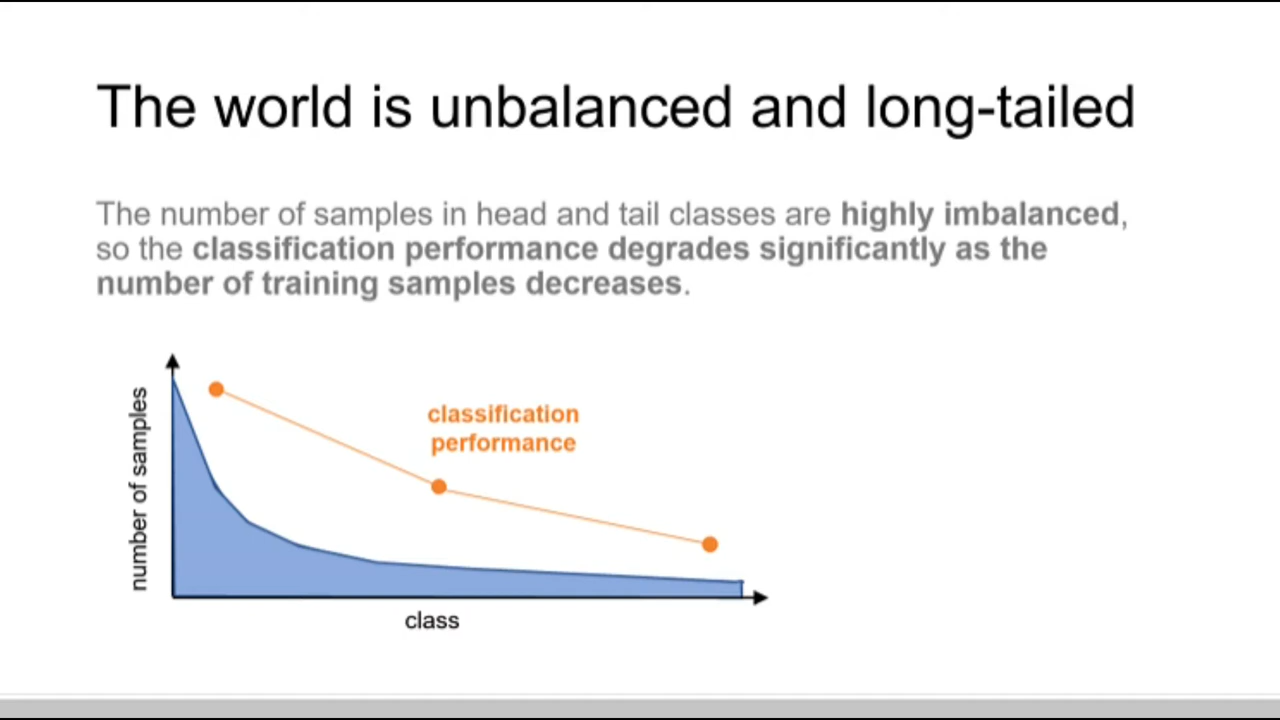 The world is unbalanced and long-tailed
The number of samples in head and tail classes are highly imbalanced,
so the classification performance degrades significantly as the
number of training samples decreases.
classification
performance
number of samples
class